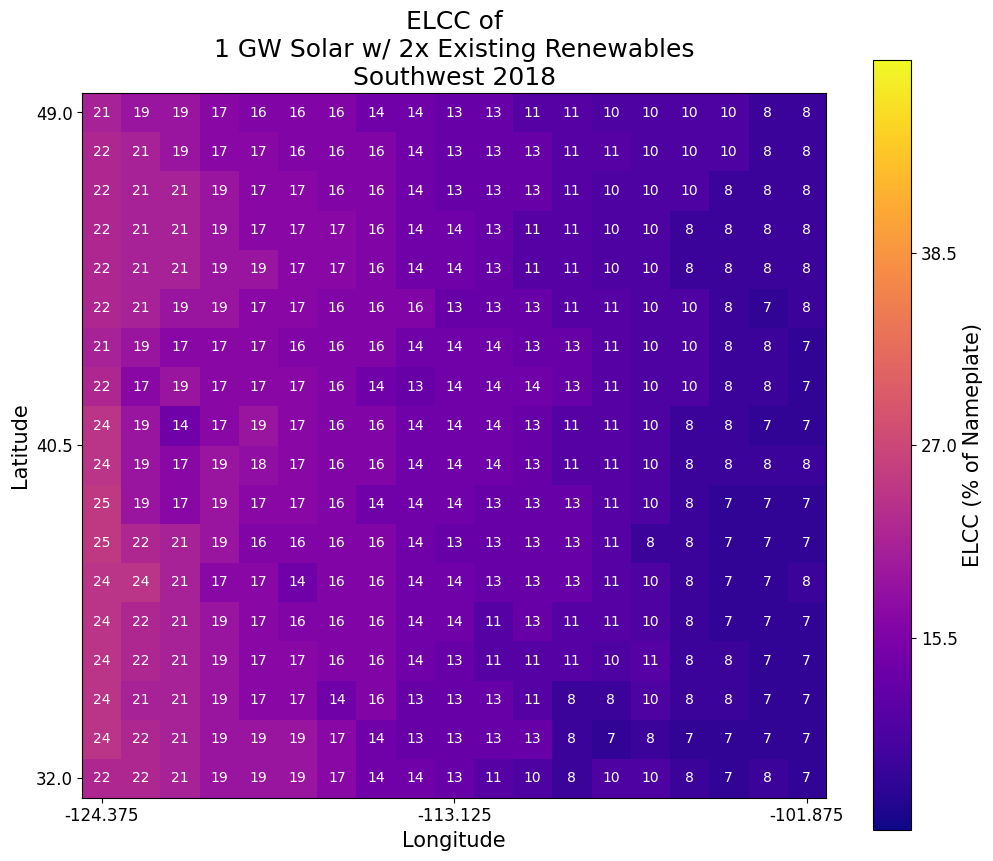 ELCC of
1 GW Solar w/ 2x Existing Renewables
Southwest 2018
49.0 21 19 19 17 16 16 16 14 14 13 13 11 11 10 10 10 10 8 8
22 21 19 17 17 16 16 16 14 13 13 13 11 11 10 10 10 8 8
22 21 21 19 17 17 16 16 14 13 13 13 11 10 10 10 8 8 8
22 21 21 19 17 17 17 16 14 14 13 11 11 10 10 8 8 8 8
38.5
22 21 21 19 19 17 17 16 14 14 13 11 11 10 10 8 8 8 8
22 21 19 19 17 17 16 16 16 13 13 13 11 11 10 10 8 7 8
21 19 17 17 17 16 16 16 14 14 14 13 13 11 10 10 8 8 7
22 17 19 17 17 17 16 14 13 14 14 14 13 11 10 10 8 8 7
24 19 14 17 19 17 16 16 14 14 14 13 11 11 10 8 8 7 7
Latitude
40.5
27.0
ELCC (% of Nameplate)
24 19 17 19 18 17 16 16 14 14 14 13 11 11 10 8 8 8 8
25 19 17 19 17 17 16 14 14 14 13 13 13 11 10 8 7 7 7
25 22 21 19 16 16 16 16 14 13 13 13 13 11 8 8 7 7 7
24 24 21 17 17 14 16 16 14 14 13 13 13 11 10 8 7 7 8
24 22 21 19 17 16 16 16 14 14 11 13 11 11 10 8 7 7 7
15.5
24 22 21 19 17 17 16 16 14 13 11 11 11 10 11 8 8 7 7
24 21 21 19 17 17 14 16 13 13 13 11 8 8 10 8 8 7 7
24 22 21 19 19 19 17 14 13 13 13 13 8 7 8 7 7 7 7
32.0 22 22 21 19 19 19 17 14 14 13 11 10 8 10 10 8 7 8 7
-124.375 -113.125 -101.875
Longitude